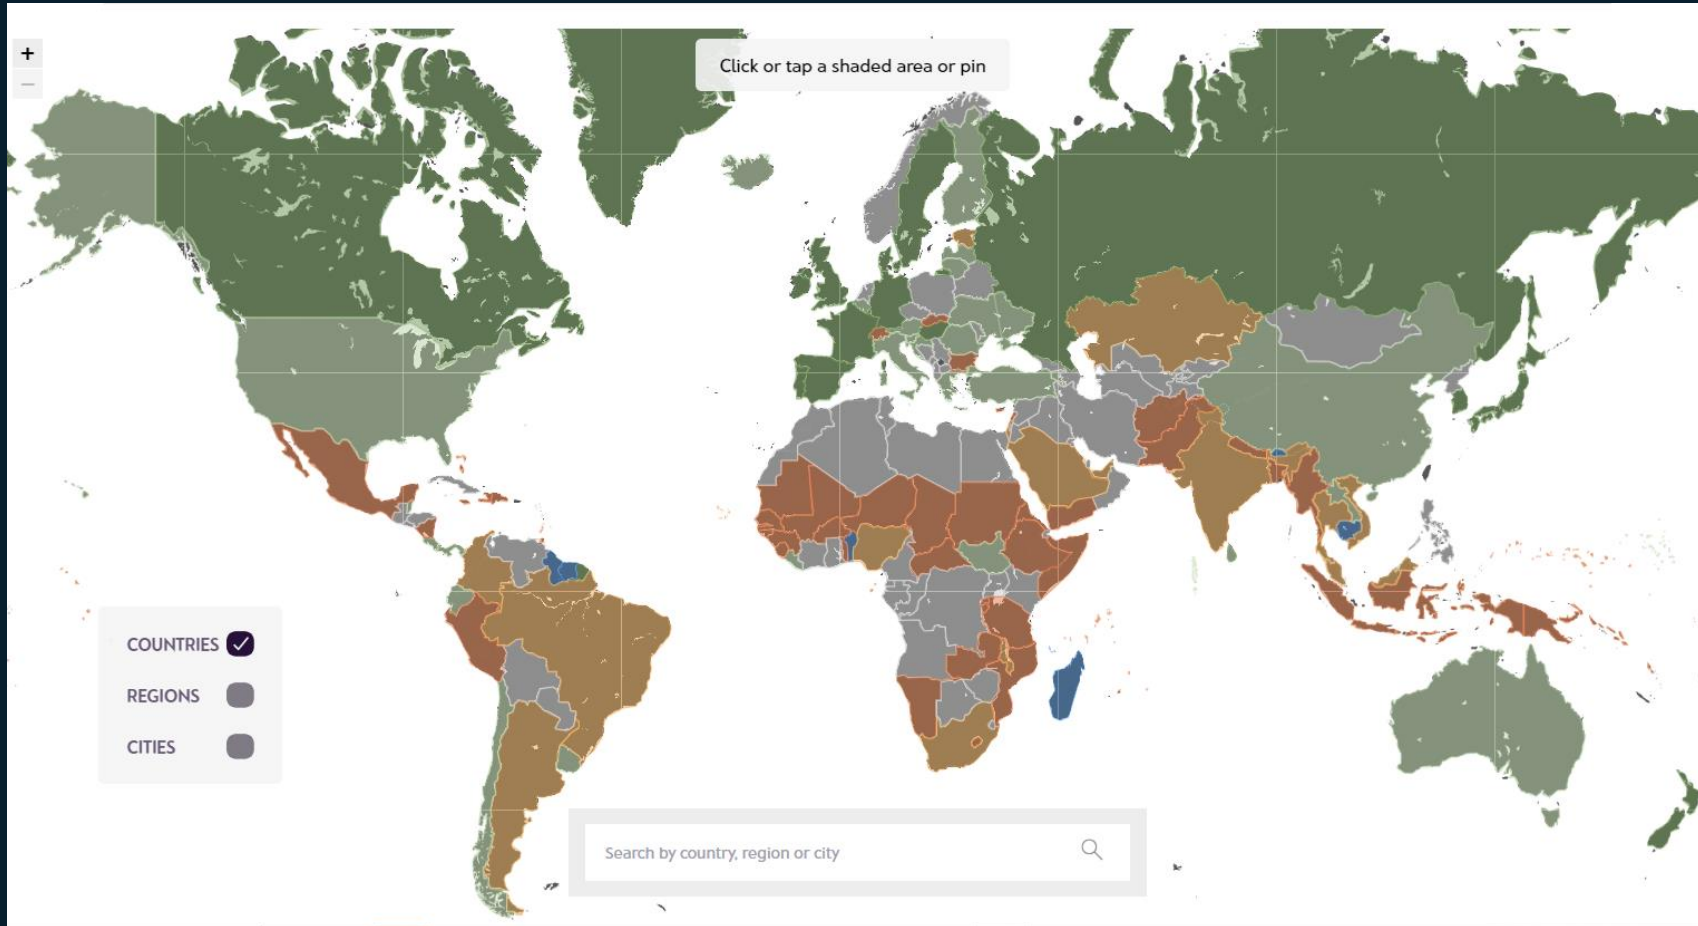 +
Click or tap a shaded area or pin
−
COUNTRIES
REGIONS
CITIES
Search by country, region or city